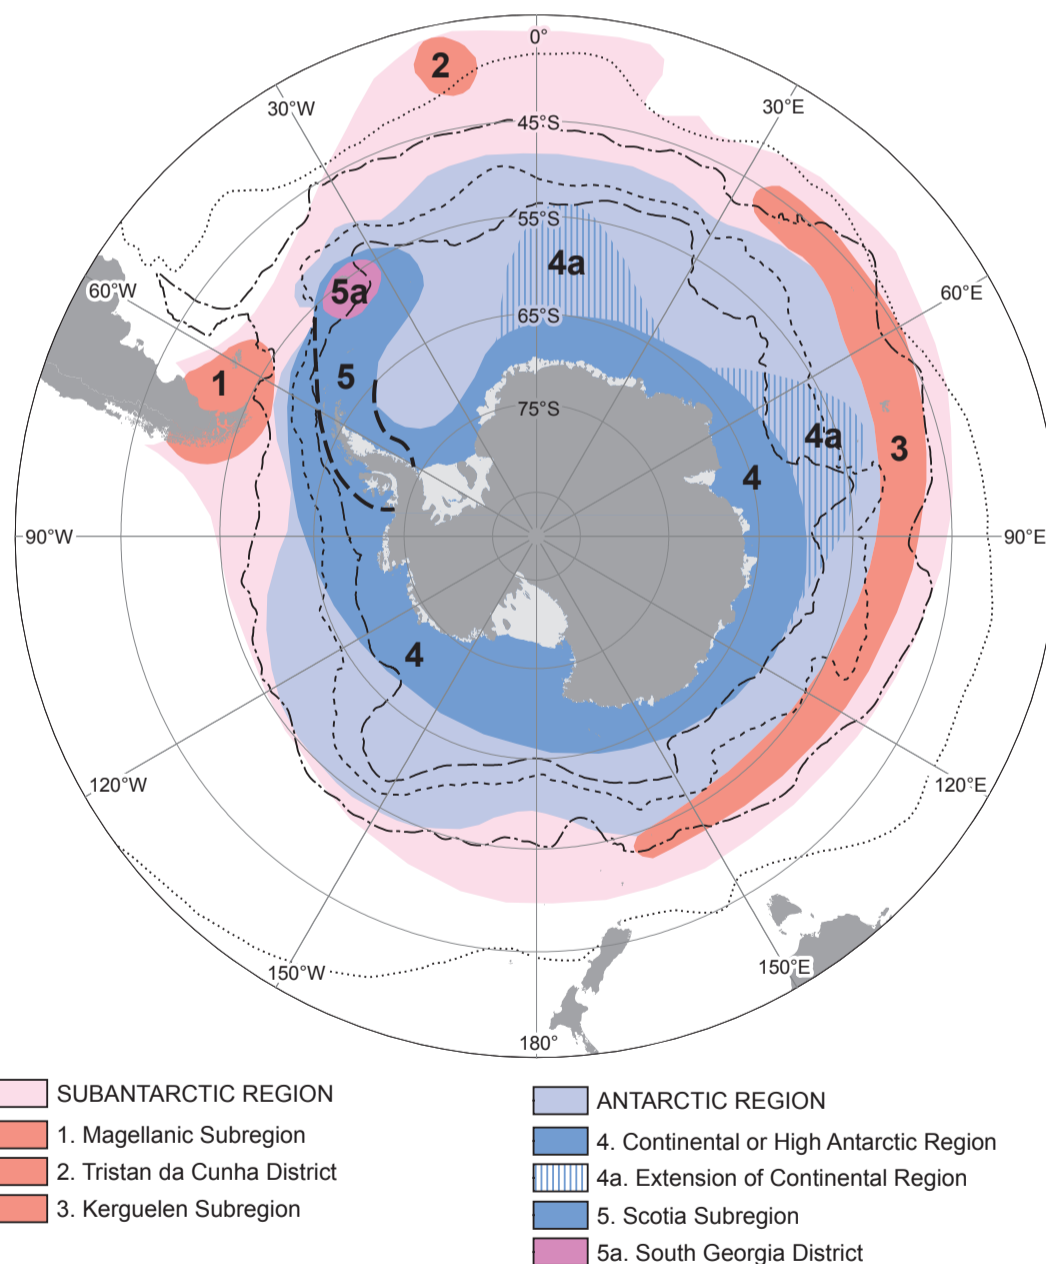 0°
2
30°W
30°E
45°S
55°S
4a
60°W
5a
60°E
65°S
1
5
75°S
4a
3
4
90°W
90°E
4
120°W
120°E
150°W
150°E
180°
SUBANTARCTIC REGION
1. Magellanic Subregion
2. Tristan da Cunha District
3. Kerguelen Subregion
ANTARCTIC REGION
4. Continental or High Antarctic Region
4a. Extension of Continental Region
5. Scotia Subregion
5a. South Georgia District